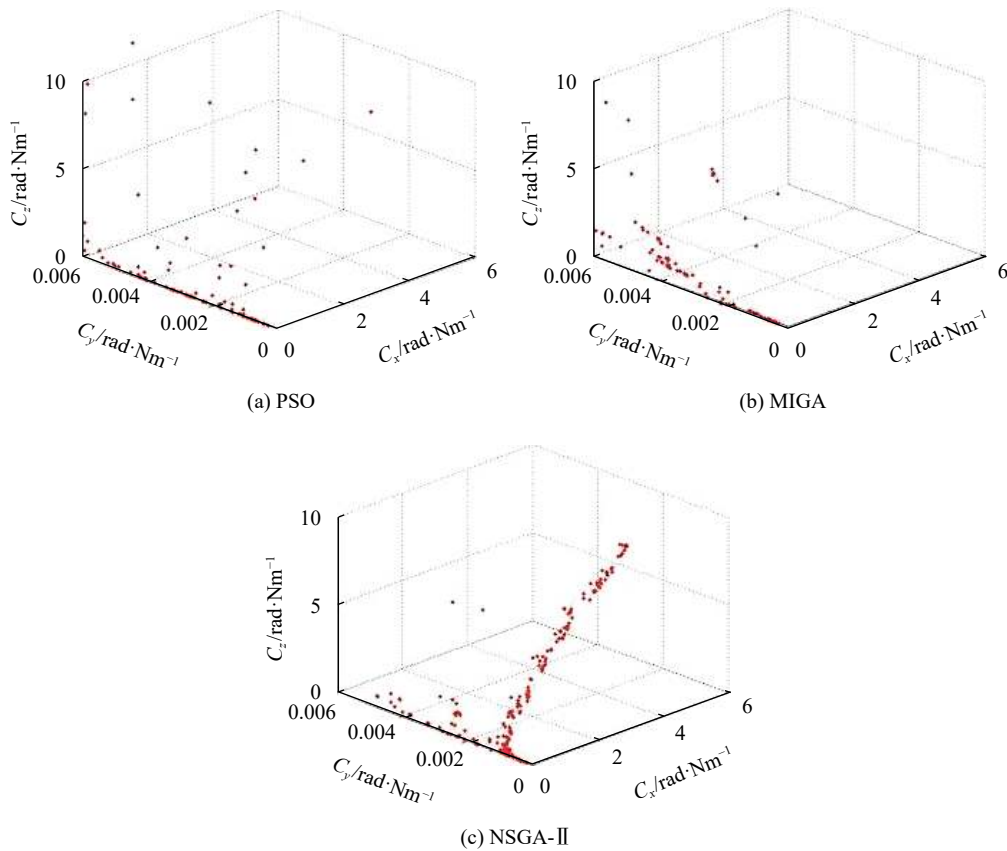 10
5
0
C_z/rad·Nm⁻¹
0.006
0.004
0.002
0 0
C_y/rad·Nm⁻¹
2
4
6
C_x/rad·Nm⁻¹
(a) PSO
10
5
0
C_z/rad·Nm⁻¹
0.006
0.004
0.002
0 0
C_y/rad·Nm⁻¹
2
4
6
C_x/rad·Nm⁻¹
(b) MIGA
10
5
0
C_z/rad·Nm⁻¹
0.006
0.004
0.002
0 0
C_y/rad·Nm⁻¹
2
4
6
C_x/rad·Nm⁻¹
(c) NSGA-Ⅱ